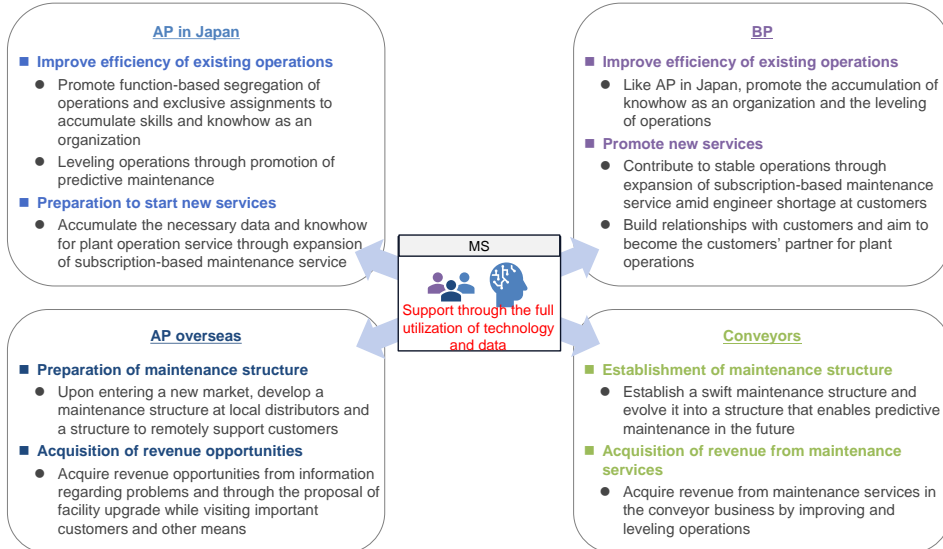 AP in Japan
Improve efficiency of existing operations
Promote function-based segregation of
operations and exclusive assignments to
accumulate skills and knowhow as an
organization
Leveling operations through promotion of
predictive maintenance
Preparation to start new services
Accumulate the necessary data and knowhow
for plant operation service through expansion
of subscription-based maintenance service
BP
Improve efficiency of existing operations
Like AP in Japan, promote the accumulation of
knowhow as an organization and the leveling
of operations
Promote new services
Contribute to stable operations through
expansion of subscription-based maintenance
service amid engineer shortage at customers
Build relationships with customers and aim to
become the customers' partner for plant
operations
MS
Support through the full
utilization of technology
and data
AP overseas
Preparation of maintenance structure
Upon entering a new market, develop a
maintenance structure at local distributors and
a structure to remotely support customers
Acquisition of revenue opportunities
Acquire revenue opportunities from information
regarding problems and through the proposal of
facility upgrade while visiting important
customers and other means
Conveyors
Establishment of maintenance structure
Establish a swift maintenance structure and
evolve it into a structure that enables predictive
maintenance in the future
Acquisition of revenue from maintenance
services
Acquire revenue from maintenance services in
the conveyor business by improving and
leveling operations